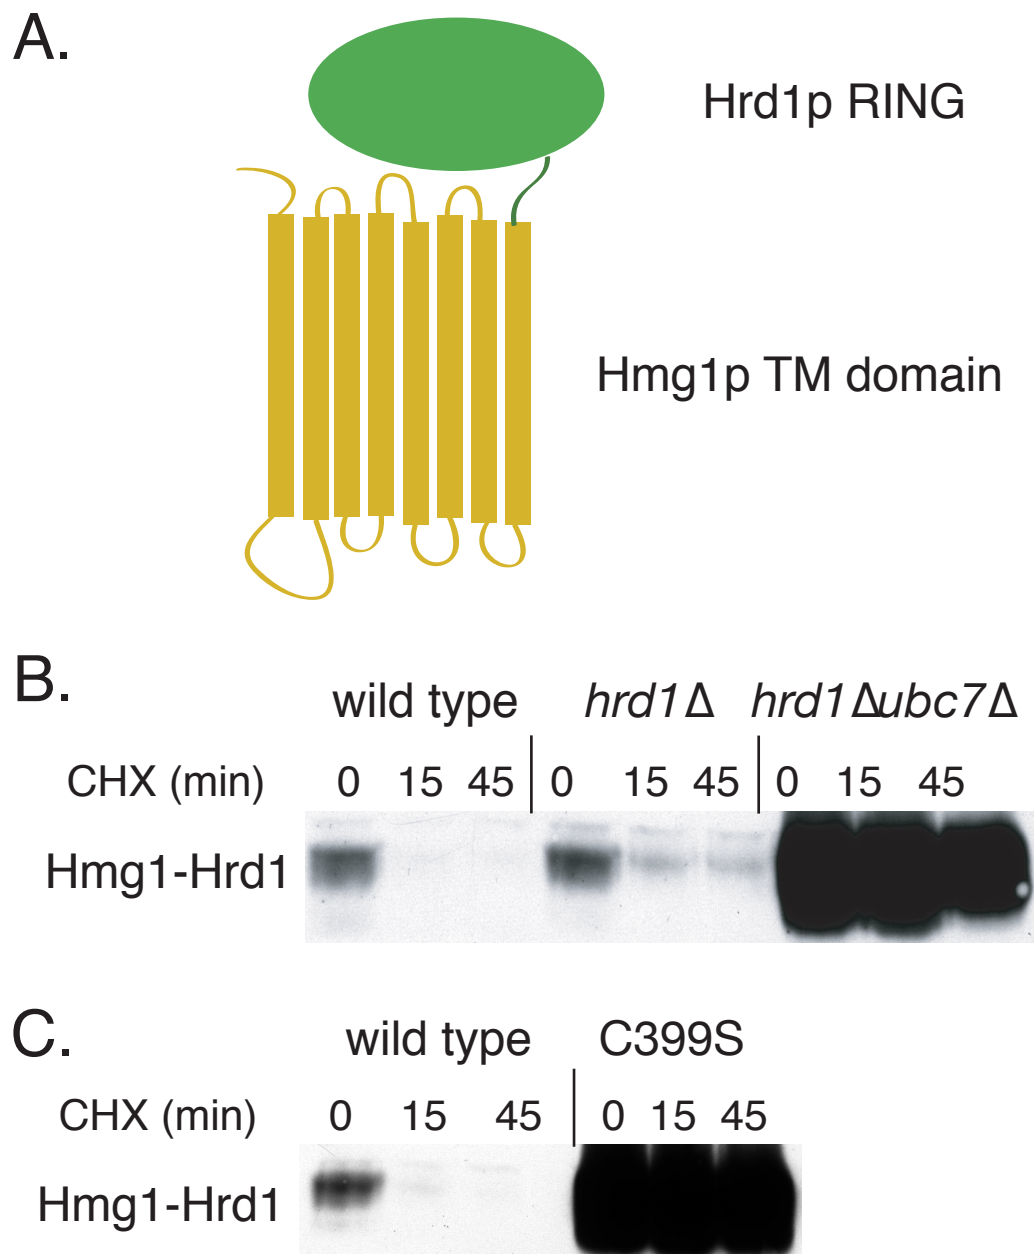 A.
Hrd1p RING
Hmg1p TM domain
B.
wild type hrd1Δ hrd1Δubc7Δ
CHX (min) 0 15 45 0 15 45 0 15 45
Hmg1-Hrd1
C.
wild type C399S
CHX (min) 0 15 45 0 15 45
Hmg1-Hrd1